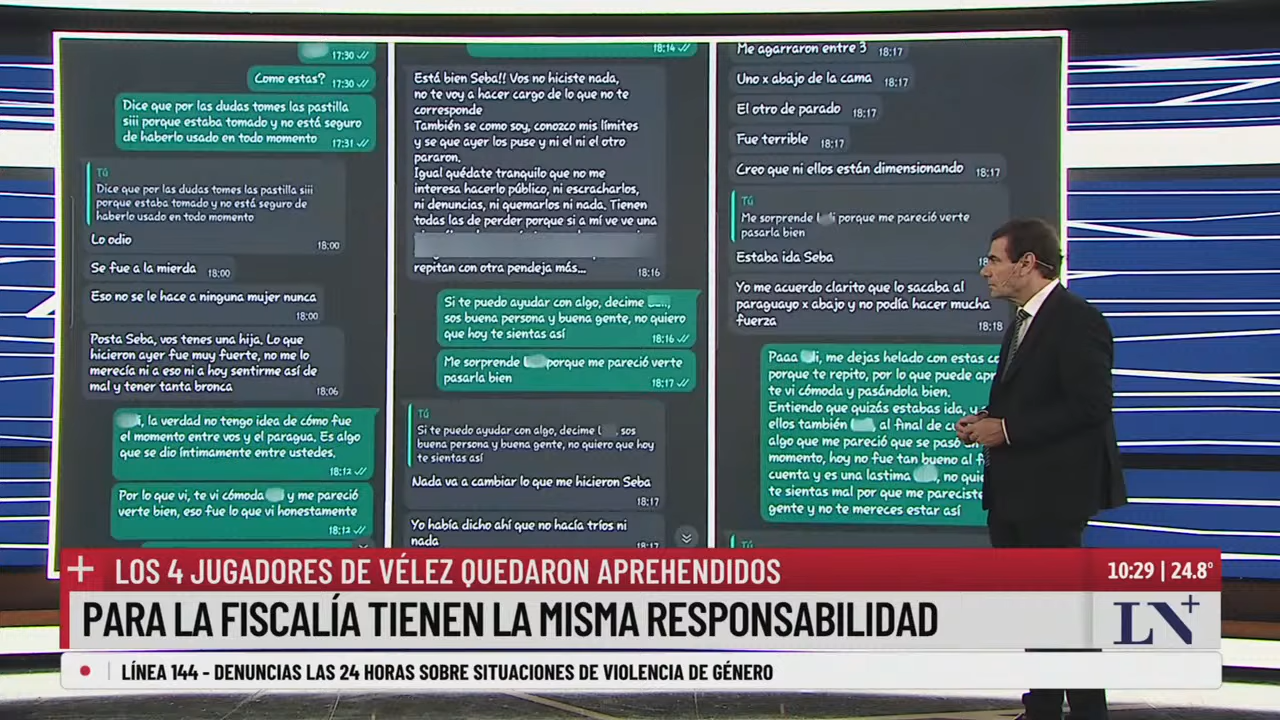 17:30
Como estas? 17:30
Dice que por las dudas tomes las pastilla
siii porque estaba tomado y no está seguro
de haberlo usado en todo momento 17:31
Tú
Dice que por las dudas tomes las pastilla siii
porque estaba tomado y no está seguro de
haberlo usado en todo momento
Lo odio 18:00
Se fue a la mierda 18:00
Eso no se le hace a ninguna mujer nunca
18:00
Posta Seba, vos tenes una hija. Lo que
hicieron ayer fue muy fuerte, no me lo
merecía ni a eso ni a hoy sentirme así de
mal y tener tanta bronca 18:06
i, la verdad no tengo idea de cómo fue
el momento entre vos y el paragua. Es algo
que se dio íntimamente entre ustedes.
18:12
Por lo que vi, te vi cómoda y me pareció
verte bien, eso fue lo que vi honestamente
18:12
18:14
Está bien Seba!! Vos no hiciste nada,
no te voy a hacer cargo de lo que no te
corresponde
También se como soy, conozco mis límites
y se que ayer los puse y ni el ni el otro
pararon.
Igual quédate tranquilo que no me
interesa hacerlo público, ni escracharlos,
ni denuncias, ni quemarlos ni nada. Tienen
todas las de perder porque si a mí ve ve una
repitan con otra pendeja más... 18:16
Si te puedo ayudar con algo, decime
sos buena persona y buena gente, no quiero
que hoy te sientas así 18:16
Me sorprende porque me pareció verte
pasarla bien 18:17
Tú
Si te puedo ayudar con algo, decime l , sos
buena persona y buena gente, no quiero que hoy
te sientas así
Nada va a cambiar lo que me hicieron Seba
18:17
Yo había dicho ahí que no hacía tríos ni
nada 18:17
Me agarraron entre 3 18:17
Uno x abajo de la cama 18:17
El otro de parado 18:17
Fue terrible 18:17
Creo que ni ellos están dimensionando 18:17
Tú
Me sorprende l li porque me pareció verte
pasarla bien
Estaba ida Seba 18
Yo me acuerdo clarito que lo sacaba al
paraguayo x abajo y no podía hacer mucha
fuerza 18:18
Paaa li, me dejas helado con estas co
porque te repito, por lo que puede apr
te vi cómoda y pasándola bien.
Entiendo que quizás estabas ida, y
ellos también , al final de cu
algo que me pareció que se pasó un
momento, hoy no fue tan bueno al f
cuenta y es una lastima , no quie
te sientas mal por que me pareciste
gente y no te mereces estar así
Tú
LOS 4 JUGADORES DE VÉLEZ QUEDARON APREHENDIDOS
10:29 | 24.8°
PARA LA FISCALÍA TIENEN LA MISMA RESPONSABILIDAD
LN+
LÍNEA 144 - DENUNCIAS LAS 24 HORAS SOBRE SITUACIONES DE VIOLENCIA DE GÉNERO